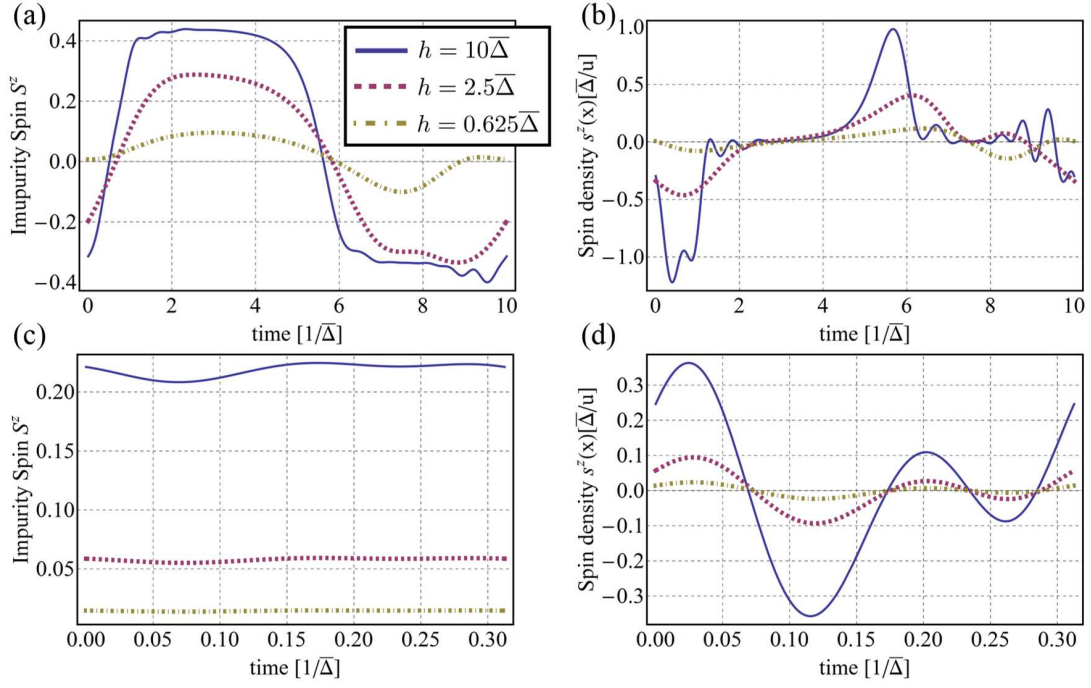 (a)
Imupurity Spin S^z
0.4
0.2
0.0
−0.2
−0.4
0 2 4 6 8 10
time [1/Δ̅]
h = 10Δ̅
h = 2.5Δ̅
h = 0.625Δ̅
(b)
Spin density s^z(x)[Δ̅/u]
1.0
0.5
0.0
−0.5
−1.0
0 2 4 6 8 10
time [1/Δ̅]
(c)
Impurity Spin S^z
0.20
0.15
0.10
0.05
0.00 0.05 0.10 0.15 0.20 0.25 0.30
time [1/Δ̅]
(d)
Spin density s^z(x)[Δ̅/u]
0.3
0.2
0.1
0.0
−0.1
−0.2
−0.3
0.00 0.05 0.10 0.15 0.20 0.25 0.30
time [1/Δ̅]